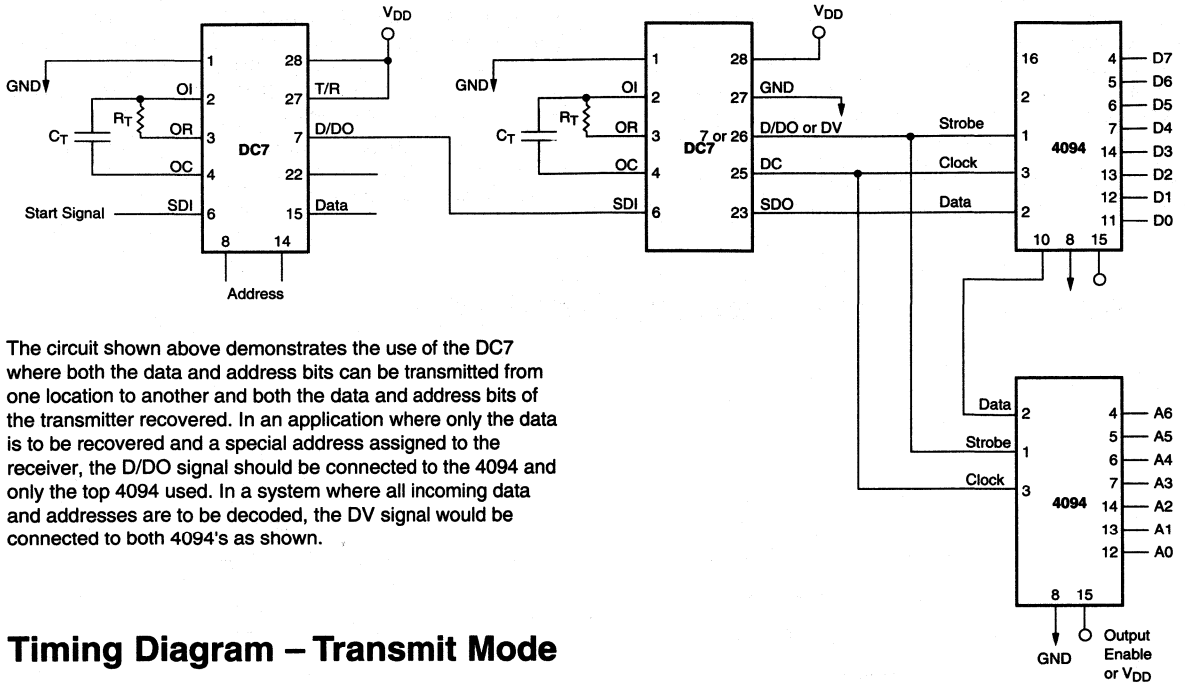 VDD
GND
1
28
OI
2
27
T/R
RT
OR
3
7
D/DO
CT
DC7
OC
4
22
Start Signal
SDI
6
15
Data
8
14
Address
VDD
GND
1
28
OI
2
27
GND
RT
OR
3
7 or 26
D/DO or DV
CT
DC7
OC
4
25
DC
SDI
6
23
SDO
Strobe
Clock
Data
16
2
1
3
2
4094
4 D7
5 D6
6 D5
7 D4
14 D3
13 D2
12 D1
11 D0
10
8
15
Data
2
Strobe
1
Clock
3
4094
4 A6
5 A5
6 A4
7 A3
14 A2
13 A1
12 A0
8
15
GND
Output
Enable
or VDD
The circuit shown above demonstrates the use of the DC7
where both the data and address bits can be transmitted from
one location to another and both the data and address bits of
the transmitter recovered. In an application where only the data
is to be recovered and a special address assigned to the
receiver, the D/DO signal should be connected to the 4094 and
only the top 4094 used. In a system where all incoming data
and addresses are to be decoded, the DV signal would be
connected to both 4094's as shown.
Timing Diagram – Transmit Mode